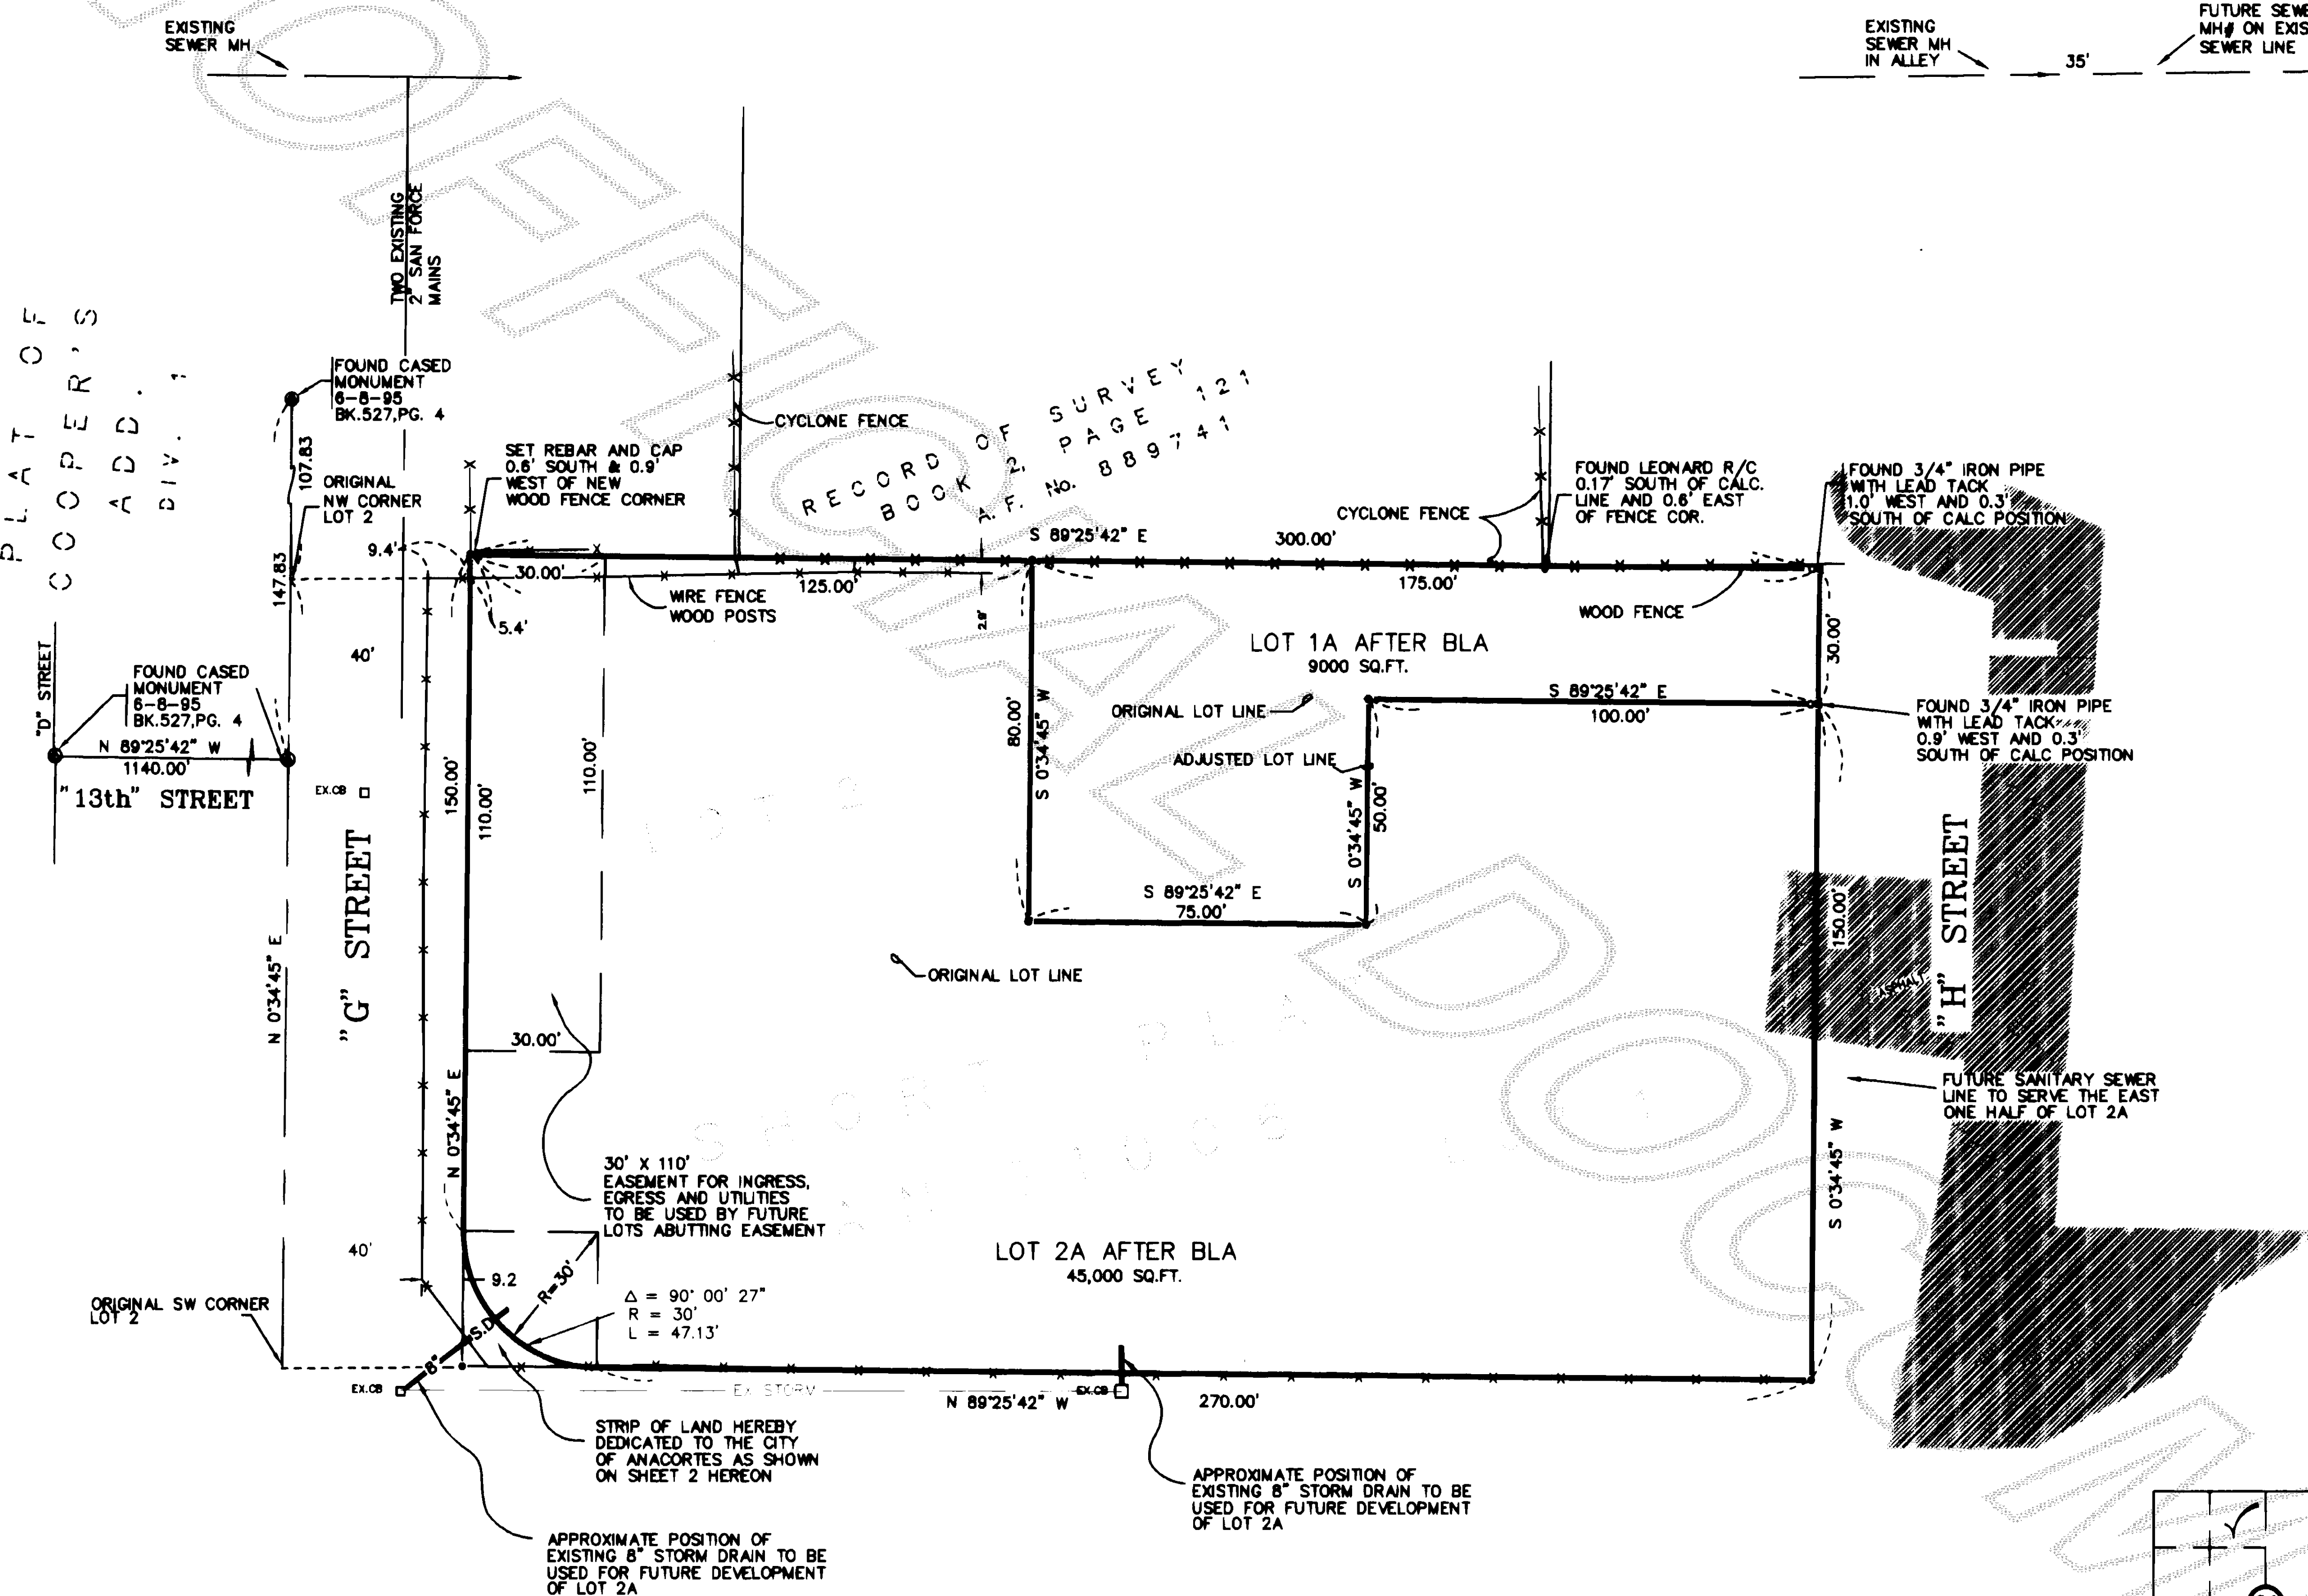 EXISTING
SEWER MH
EXISTING
SEWER MH
IN ALLEY
35'
FUTURE SEWE
MH# ON EXIS
SEWER LINE
TWO EXISTING
2" SAN FORCE
MAINS
PLAT OF
COOPER'S
ADD.
DIV. 1
FOUND CASED
MONUMENT
6-8-95
BK.527,PG. 4
107.83
147.83
ORIGINAL
NW CORNER
LOT 2
SET REBAR AND CAP
0.6' SOUTH & 0.9'
WEST OF NEW
WOOD FENCE CORNER
CYCLONE FENCE
RECORD OF SURVEY
BOOK 2, PAGE 121
A.F. No. 889741
CYCLONE FENCE
FOUND LEONARD R/C
0.17' SOUTH OF CALC.
LINE AND 0.6' EAST
OF FENCE COR.
FOUND 3/4" IRON PIPE
WITH LEAD TACK
1.0' WEST AND 0.3'
SOUTH OF CALC POSITION
9.4'
S 89°25'42" E
300.00'
30.00'
125.00'
175.00'
WIRE FENCE
WOOD POSTS
WOOD FENCE
5.4'
40'
LOT 1A AFTER BLA
9000 SQ.FT.
30.00'
"D" STREET
FOUND CASED
MONUMENT
6-8-95
BK.527,PG. 4
N 89°25'42" W
1140.00'
"13th" STREET
EX.CB
150.00'
110.00'
110.00'
80.00'
S 0°34'45" W
ORIGINAL LOT LINE
S 89°25'42" E
100.00'
FOUND 3/4" IRON PIPE
WITH LEAD TACK
0.9' WEST AND 0.3'
SOUTH OF CALC POSITION
ADJUSTED LOT LINE
S 0°34'45" W
50.00'
LOT 2
"G" STREET
S 89°25'42" E
75.00'
"H" STREET
150.00'
ASPHALT
ORIGINAL LOT LINE
N 0°34'45" E
30.00'
N 0°34'45" E
SHORT PLAT
FUTURE SANITARY SEWER
LINE TO SERVE THE EAST
ONE HALF OF LOT 2A
S 0°34'45" W
30' X 110'
EASEMENT FOR INGRESS,
EGRESS AND UTILITIES
TO BE USED BY FUTURE
LOTS ABUTTING EASEMENT
40'
9.2
R=30'
LOT 2A AFTER BLA
45,000 SQ.FT.
Δ = 90° 00' 27"
R = 30'
L = 47.13'
ORIGINAL SW CORNER
LOT 2
8" S.D.
EX.CB
EX STORM
EX.CB
N 89°25'42" W
270.00'
STRIP OF LAND HEREBY
DEDICATED TO THE CITY
OF ANACORTES AS SHOWN
ON SHEET 2 HEREON
APPROXIMATE POSITION OF
EXISTING 8" STORM DRAIN TO BE
USED FOR FUTURE DEVELOPMENT
OF LOT 2A
APPROXIMATE POSITION OF
EXISTING 8" STORM DRAIN TO BE
USED FOR FUTURE DEVELOPMENT
OF LOT 2A